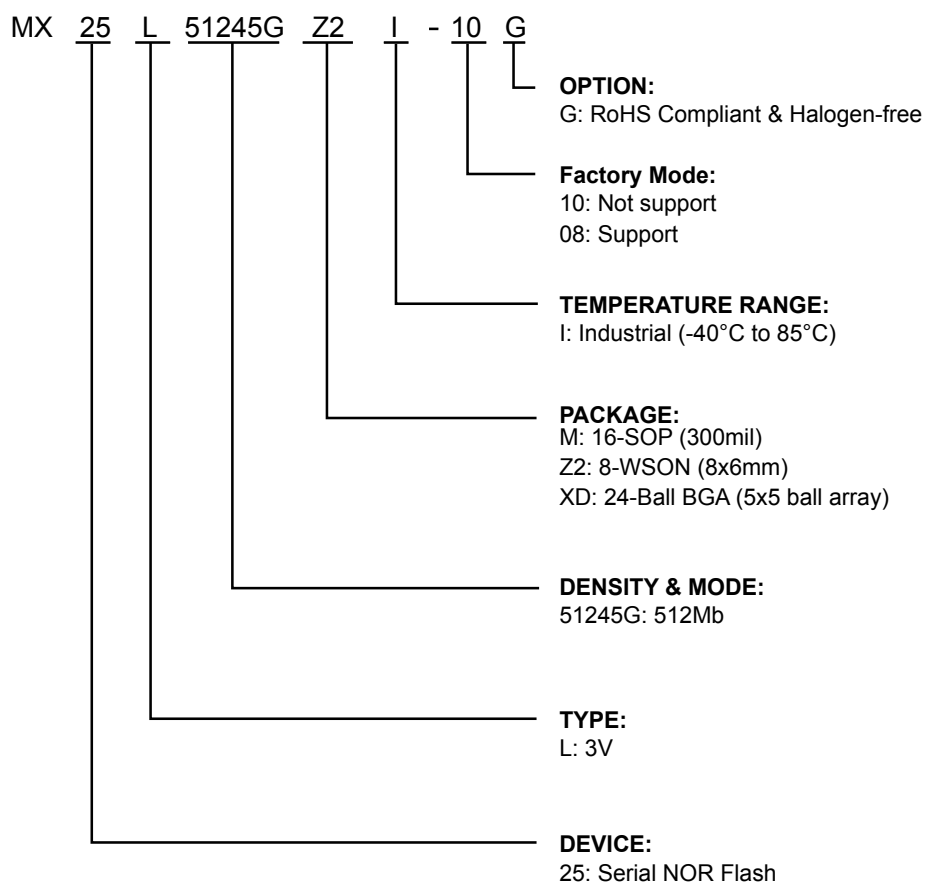 MX 25 L 51245G Z2 I - 10 G
OPTION:
G: RoHS Compliant & Halogen-free
Factory Mode:
10: Not support
08: Support
TEMPERATURE RANGE:
I: Industrial (-40°C to 85°C)
PACKAGE:
M: 16-SOP (300mil)
Z2: 8-WSON (8x6mm)
XD: 24-Ball BGA (5x5 ball array)
DENSITY & MODE:
51245G: 512Mb
TYPE:
L: 3V
DEVICE:
25: Serial NOR Flash